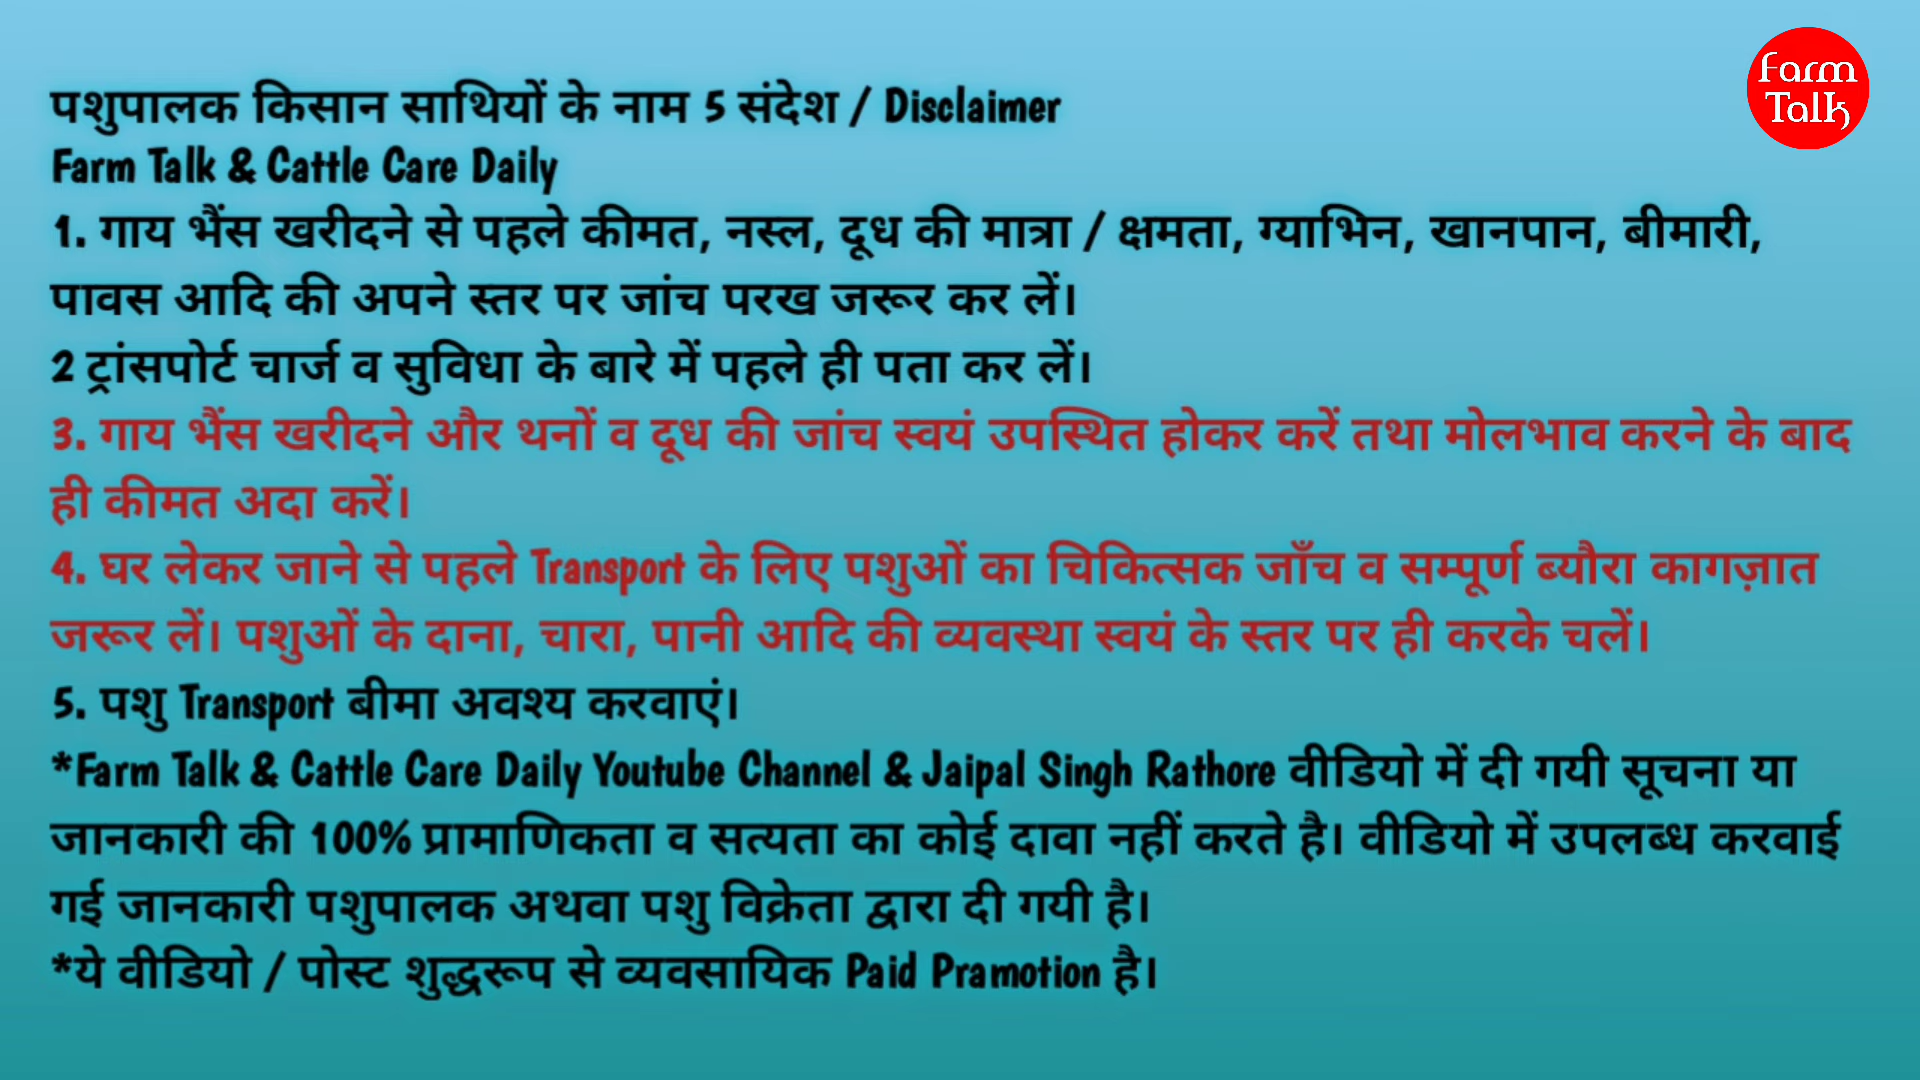 Farm
Talk
पशुपालक किसान साथियों के नाम 5 संदेश / Disclaimer
Farm Talk & Cattle Care Daily
1. गाय भैंस खरीदने से पहले कीमत, नस्ल, दूध की मात्रा / क्षमता, ग्याभिन, खानपान, बीमारी,
पावस आदि की अपने स्तर पर जांच परख जरूर कर लें।
2 ट्रांसपोर्ट चार्ज व सुविधा के बारे में पहले ही पता कर लें।
3. गाय भैंस खरीदने और थनों व दूध की जांच स्वयं उपस्थित होकर करें तथा मोलभाव करने के बाद
ही कीमत अदा करें।
4. घर लेकर जाने से पहले Transport के लिए पशुओं का चिकित्सक जाँच व सम्पूर्ण ब्यौरा कागज़ात
जरूर लें। पशुओं के दाना, चारा, पानी आदि की व्यवस्था स्वयं के स्तर पर ही करके चलें।
5. पशु Transport बीमा अवश्य करवाएं।
*Farm Talk & Cattle Care Daily Youtube Channel & Jaipal Singh Rathore वीडियो में दी गयी सूचना या
जानकारी की 100% प्रामाणिकता व सत्यता का कोई दावा नहीं करते है। वीडियो में उपलब्ध करवाई
गई जानकारी पशुपालक अथवा पशु विक्रेता द्वारा दी गयी है।
*ये वीडियो / पोस्ट शुद्धरूप से व्यवसायिक Paid Pramotion है।